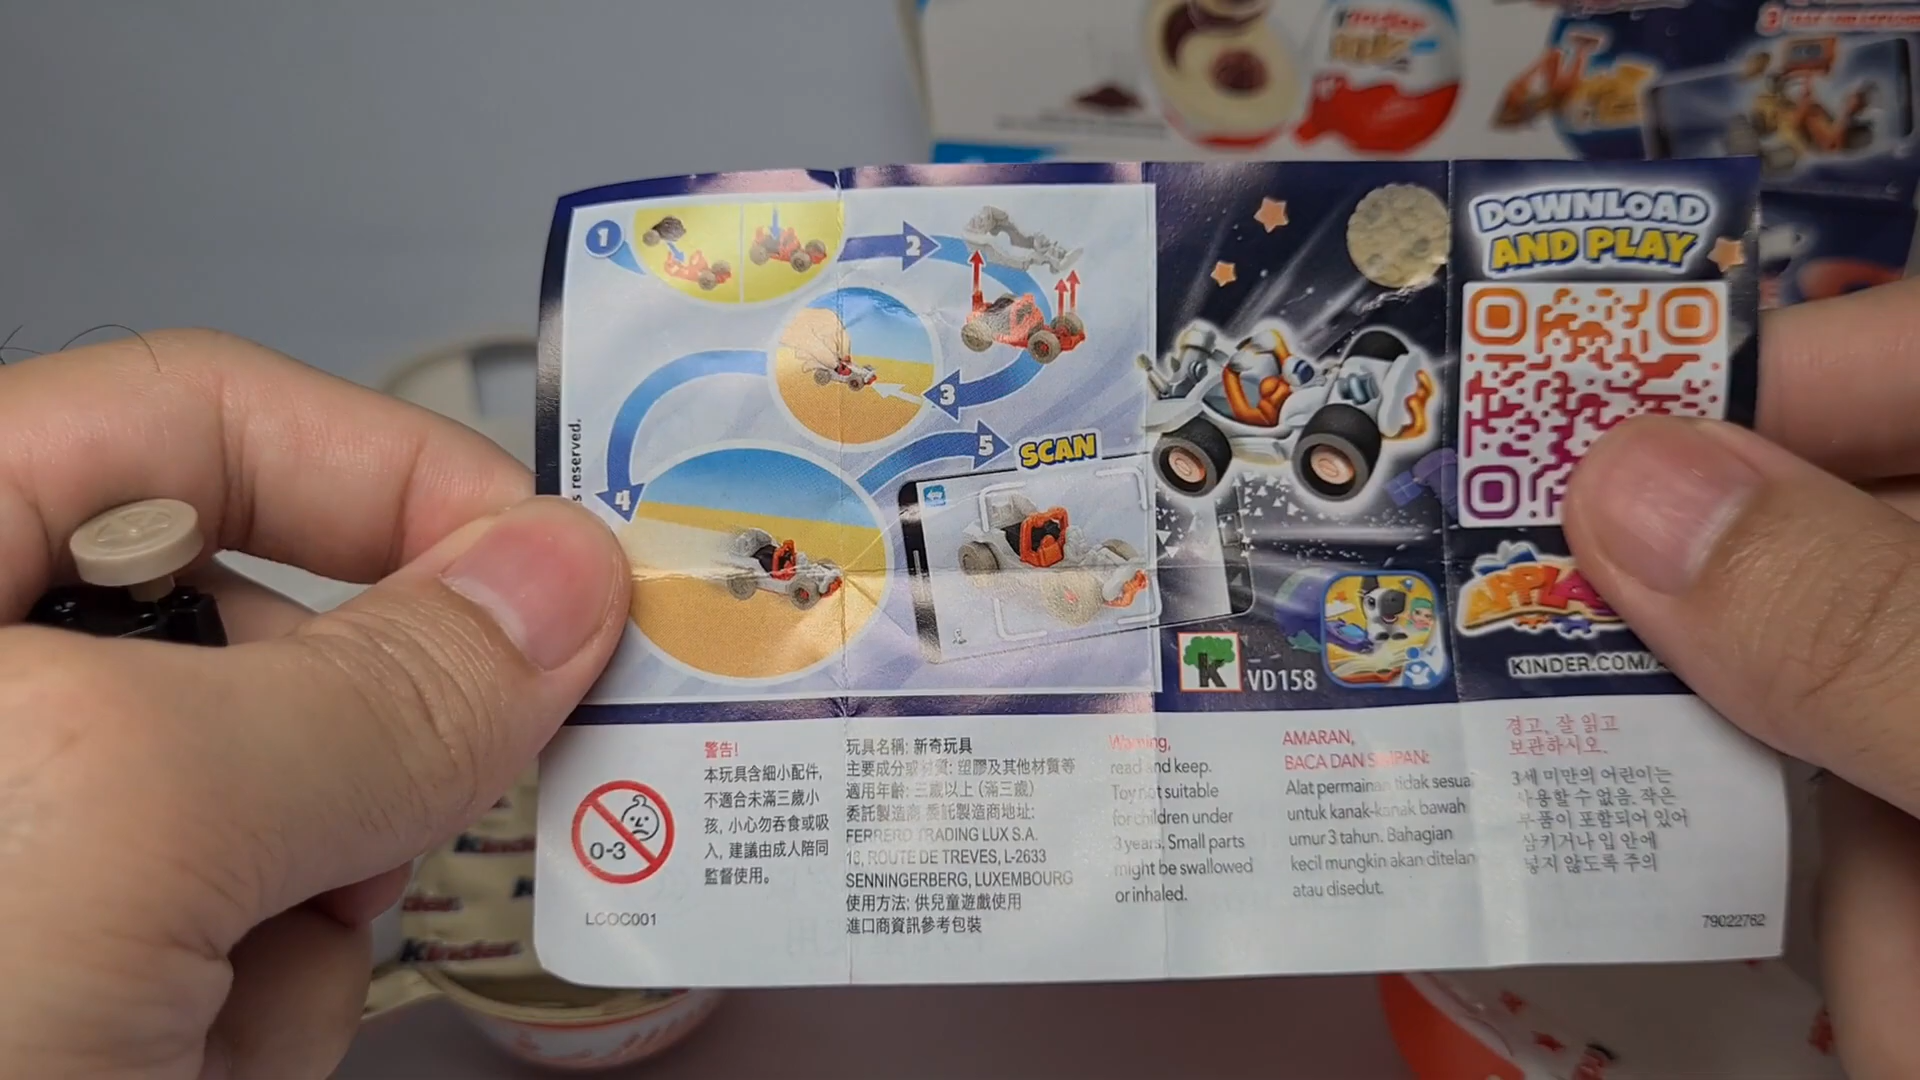 Kinder
DOWNLOAD
AND PLAY
1
2
3
4
5
SCAN
s reserved.
K
VD158
APPLA
KINDER.COM/A
警告!
本玩具含細小配件,
不適合未滿三歲小
孩, 小心勿吞食或吸
入, 建議由成人陪同
監督使用。
0-3
LCOC001
玩具名稱: 新奇玩具
主要成分或材質: 塑膠及其他材質等
適用年齡: 三歲以上 (滿三歲)
委託製造商 委託製造商地址:
FERRERO TRADING LUX S.A.
16, ROUTE DE TREVES, L-2633
SENNINGERBERG, LUXEMBOURG
使用方法: 供兒童遊戲使用
進口商資訊參考包裝
Warning,
read and keep.
Toy not suitable
for children under
3 years. Small parts
might be swallowed
or inhaled.
AMARAN,
BACA DAN SIMPAN:
Alat permainan tidak sesuai
untuk kanak-kanak bawah
umur 3 tahun. Bahagian
kecil mungkin akan ditelan
atau disedut.
경고, 잘 읽고
보관하시오.
3세 미만의 어린이는
사용할 수 없음. 작은
부품이 포함되어 있어
삼키거나 입 안에
넣지 않도록 주의
79022762
Kinder